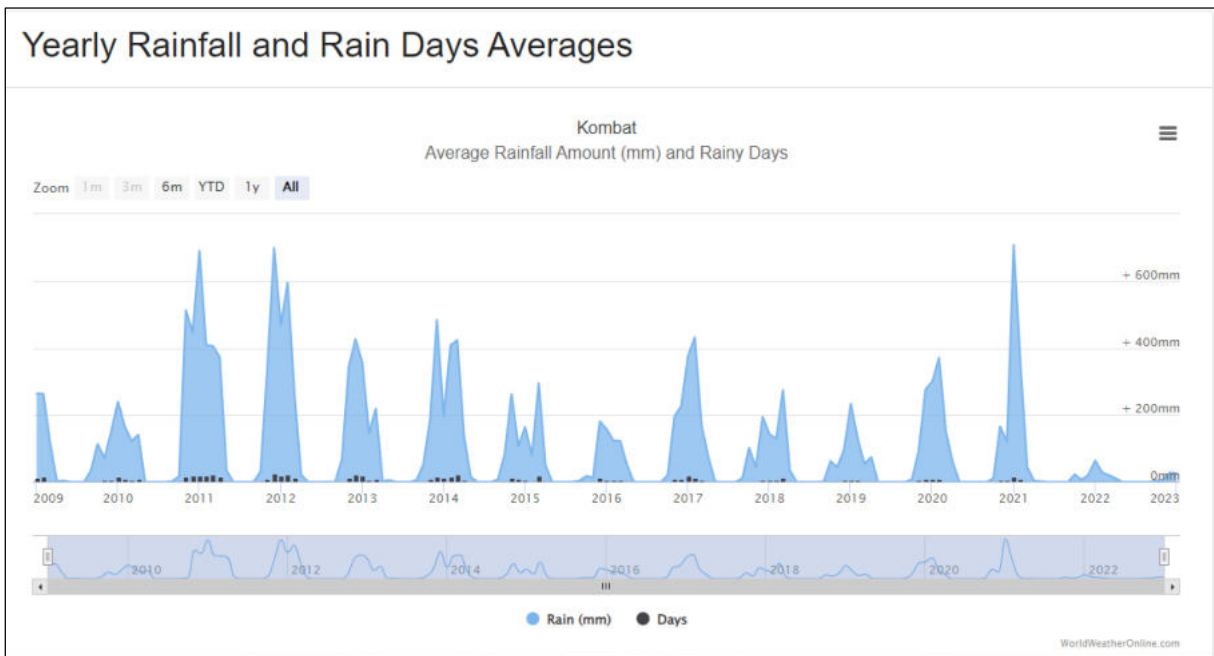 Yearly Rainfall and Rain Days Averages
Kombat
Average Rainfall Amount (mm) and Rainy Days
Zoom 1m 3m 6m YTD 1y All
+ 600mm
+ 400mm
+ 200mm
0mm
2009 2010 2011 2012 2013 2014 2015 2016 2017 2018 2019 2020 2021 2022 2023
2010 2012 2014 2016 2018 2020 2022
Rain (mm) Days
WorldWeatherOnline.com